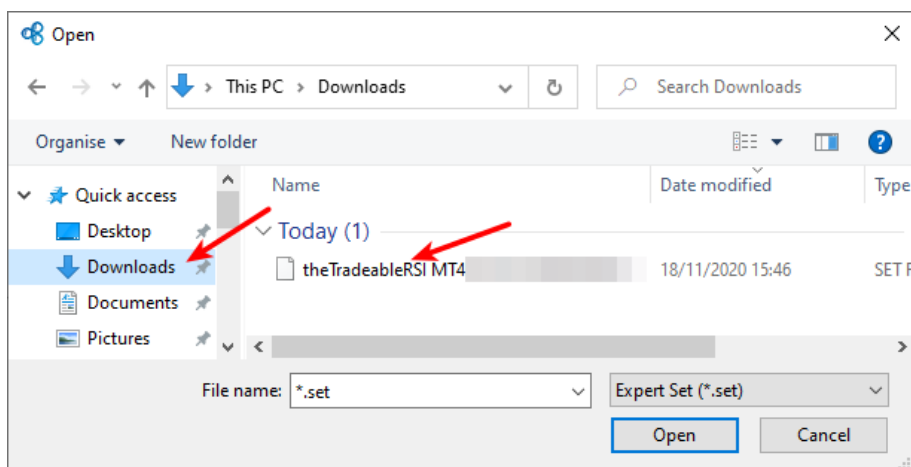 Open
This PC > Downloads
Search Downloads
Organise
New folder
Name
Date modified
Type
Quick access
Today (1)
Desktop
Downloads
theTradeableRSI MT4
18/11/2020 15:46
SET F
Documents
Pictures
File name:
*.set
Expert Set (*.set)
Open
Cancel